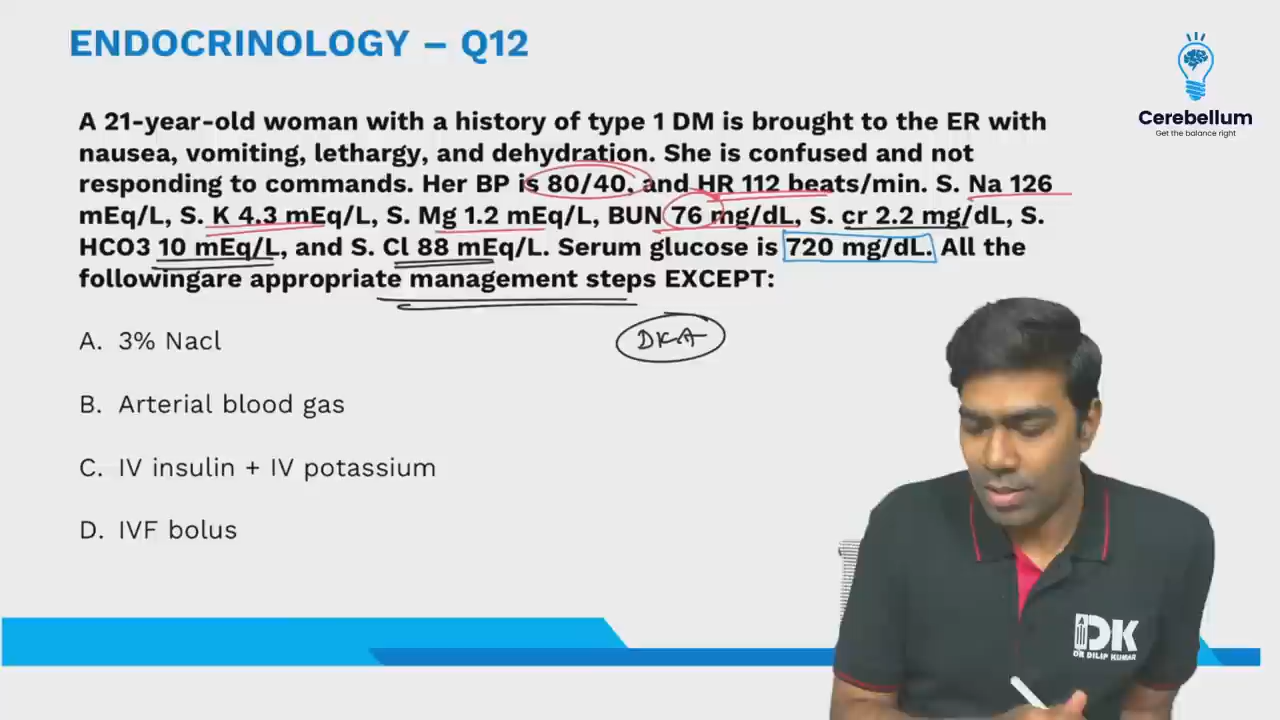 ENDOCRINOLOGY – Q12
Cerebellum
Get the balance right
A 21-year-old woman with a history of type 1 DM is brought to the ER with
nausea, vomiting, lethargy, and dehydration. She is confused and not
responding to commands. Her BP is 80/40, and HR 112 beats/min. S. Na 126
mEq/L, S. K 4.3 mEq/L, S. Mg 1.2 mEq/L, BUN 76 mg/dL, S. cr 2.2 mg/dL, S.
HCO3 10 mEq/L, and S. Cl 88 mEq/L. Serum glucose is 720 mg/dL. All the
followingare appropriate management steps EXCEPT:
DKA
A. 3% Nacl
B. Arterial blood gas
C. IV insulin + IV potassium
D. IVF bolus
DK
DR DILIP KUMAR